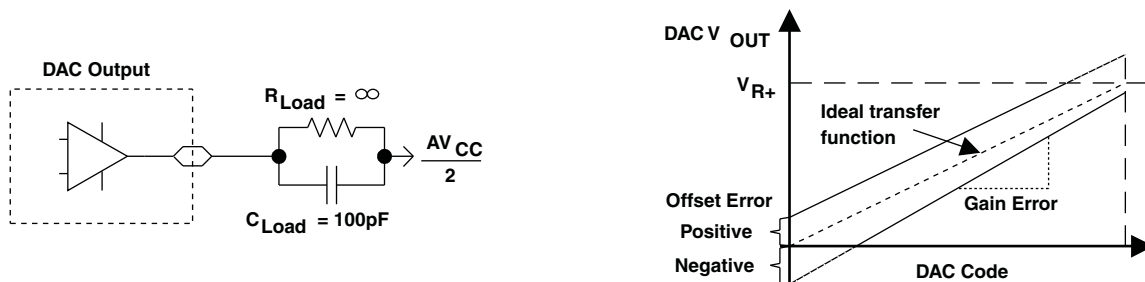 DAC Output
R Load = ∞
AV CC
2
C Load = 100pF
DAC V OUT
V R+
Ideal transfer
function
Offset Error
Positive
Negative
Gain Error
DAC Code